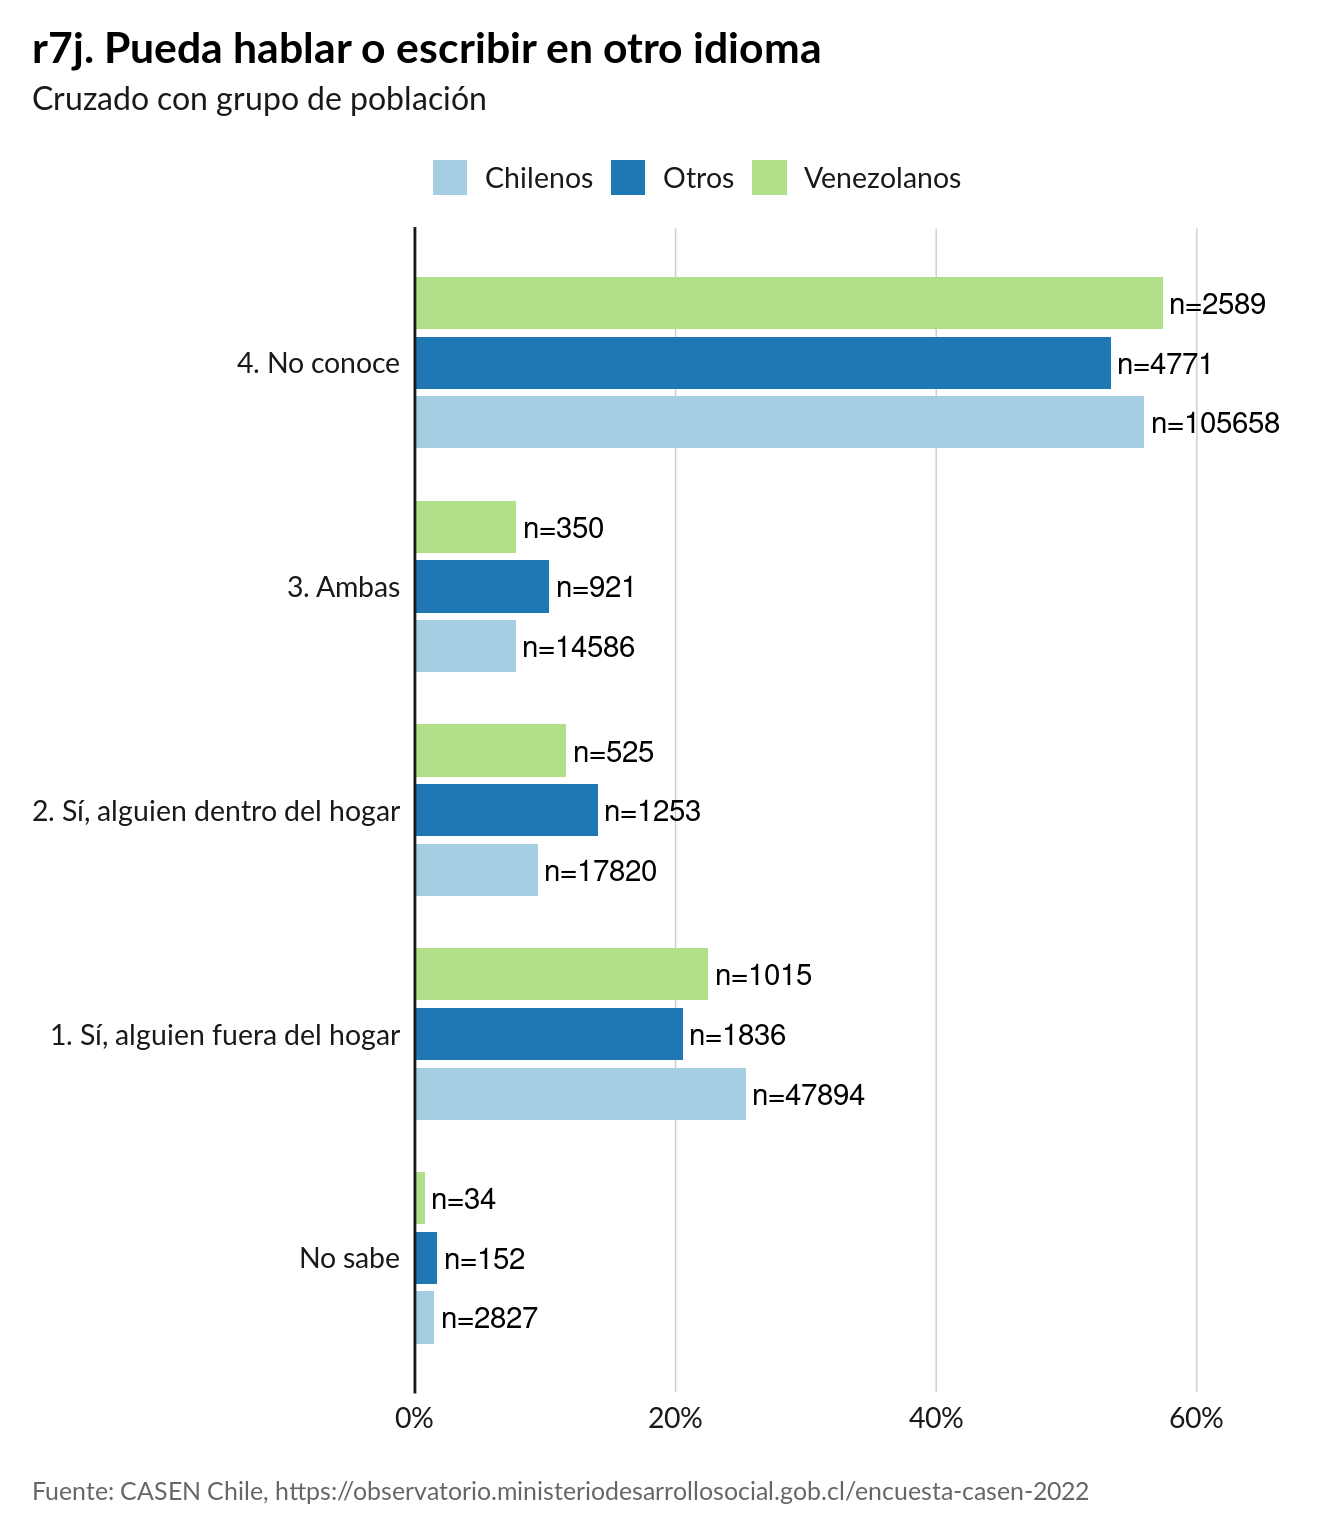 r7j. Pueda hablar o escribir en otro idioma
Cruzado con grupo de población
Chilenos Otros Venezolanos
n=2589
4. No conoce n=4771
n=105658
n=350
3. Ambas n=921
n=14586
n=525
2. Sí, alguien dentro del hogar n=1253
n=17820
n=1015
1. Sí, alguien fuera del hogar n=1836
n=47894
n=34
No sabe n=152
n=2827
0% 20% 40% 60%
Fuente: CASEN Chile, https://observatorio.ministeriodesarrollosocial.gob.cl/encuesta-casen-2022